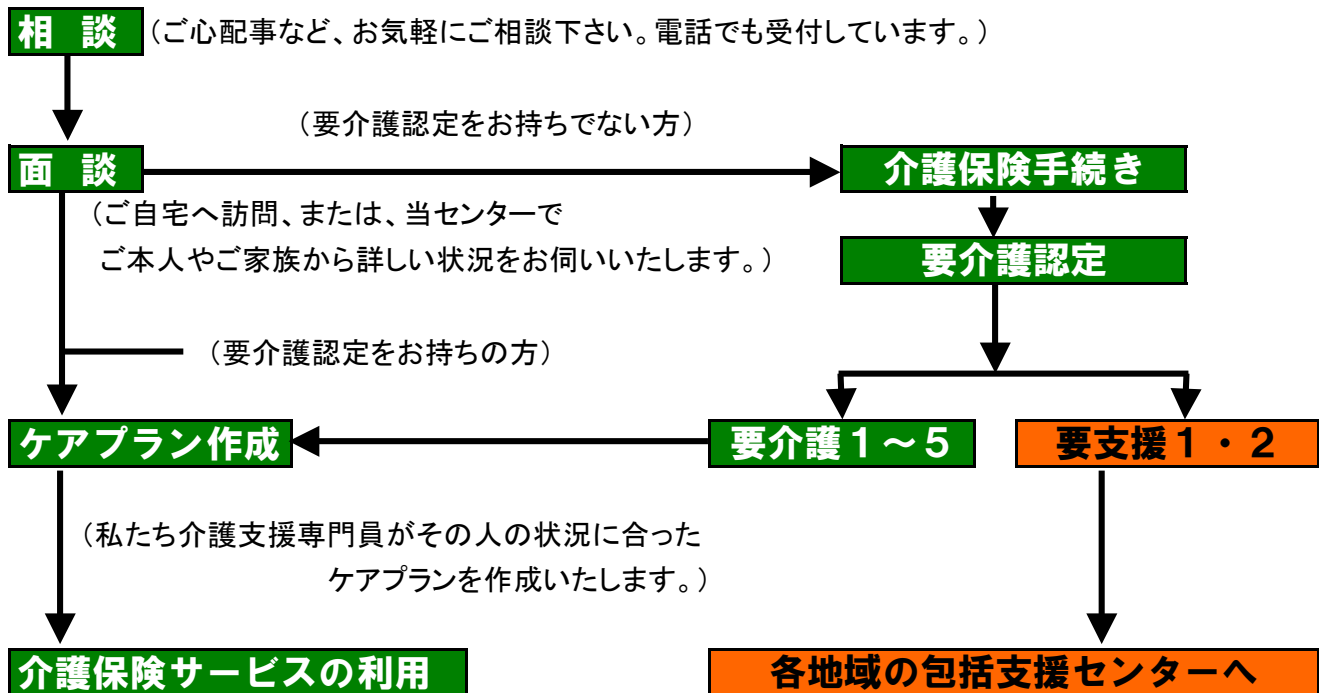 相 談 （ご心配事など、お気軽にご相談下さい。電話でも受付しています。）
（要介護認定をお持ちでない方）
面 談
介護保険手続き
（ご自宅へ訪問、または、当センターで
ご本人やご家族から詳しい状況をお伺いいたします。）
要介護認定
（要介護認定をお持ちの方）
ケアプラン作成
要介護１～５
要支援１・２
（私たち介護支援専門員がその人の状況に合った
ケアプランを作成いたします。）
介護保険サービスの利用
各地域の包括支援センターへ